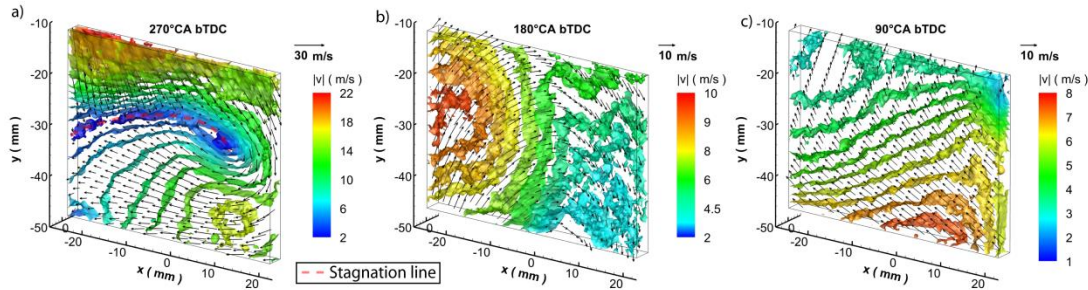 a)
270°CA bTDC
-10
-20
-30
-40
-50
y ( mm )
0
-20
-10
0
10
20
x ( mm )
30 m/s
|v| ( m/s )
22
18
14
10
6
2
Stagnation line
b)
180°CA bTDC
-10
-20
-30
-40
-50
y ( mm )
0
-20
-10
0
10
20
x ( mm )
10 m/s
|v| ( m/s )
10
8
6
4.5
2
c)
90°CA bTDC
-10
-20
-30
-40
-50
y ( mm )
0
-20
-10
0
10
20
x ( mm )
10 m/s
|v| ( m/s )
8
7
6
5
4
3
2
1